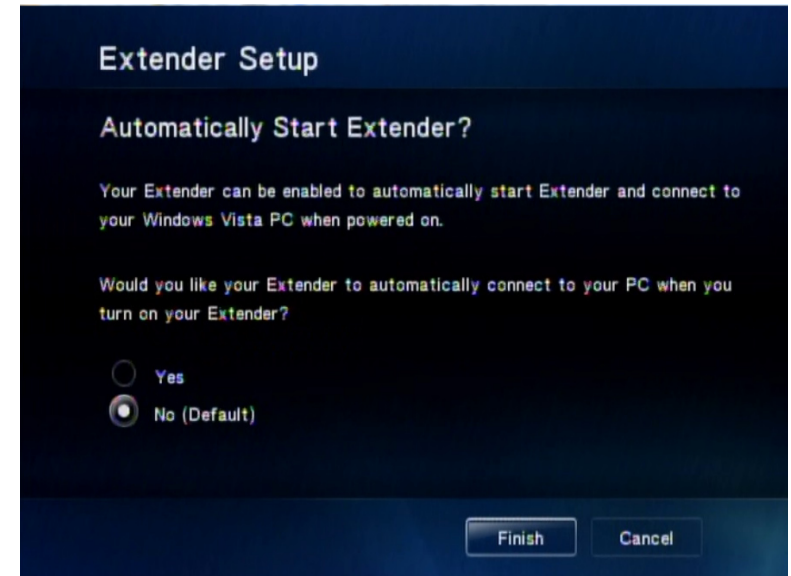 Extender Setup
Automatically Start Extender?
Your Extender can be enabled to automatically start Extender and connect to
your Windows Vista PC when powered on.
Would you like your Extender to automatically connect to your PC when you
turn on your Extender?
Yes
No (Default)
Finish Cancel